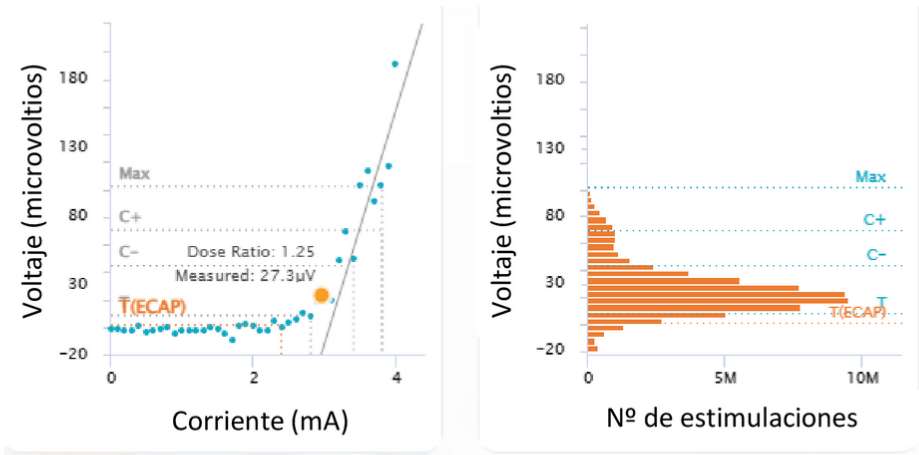 Voltaje (microvoltios)
180
130
80
30
−20
Max
C+
C−
Dose Ratio: 1.25
Measured: 27.3µV
T
T(ECAP)
0
2
4
Corriente (mA)
Voltaje (microvoltios)
180
130
80
30
−20
Max
C+
C−
T
T(ECAP)
0
5M
10M
Nº de estimulaciones